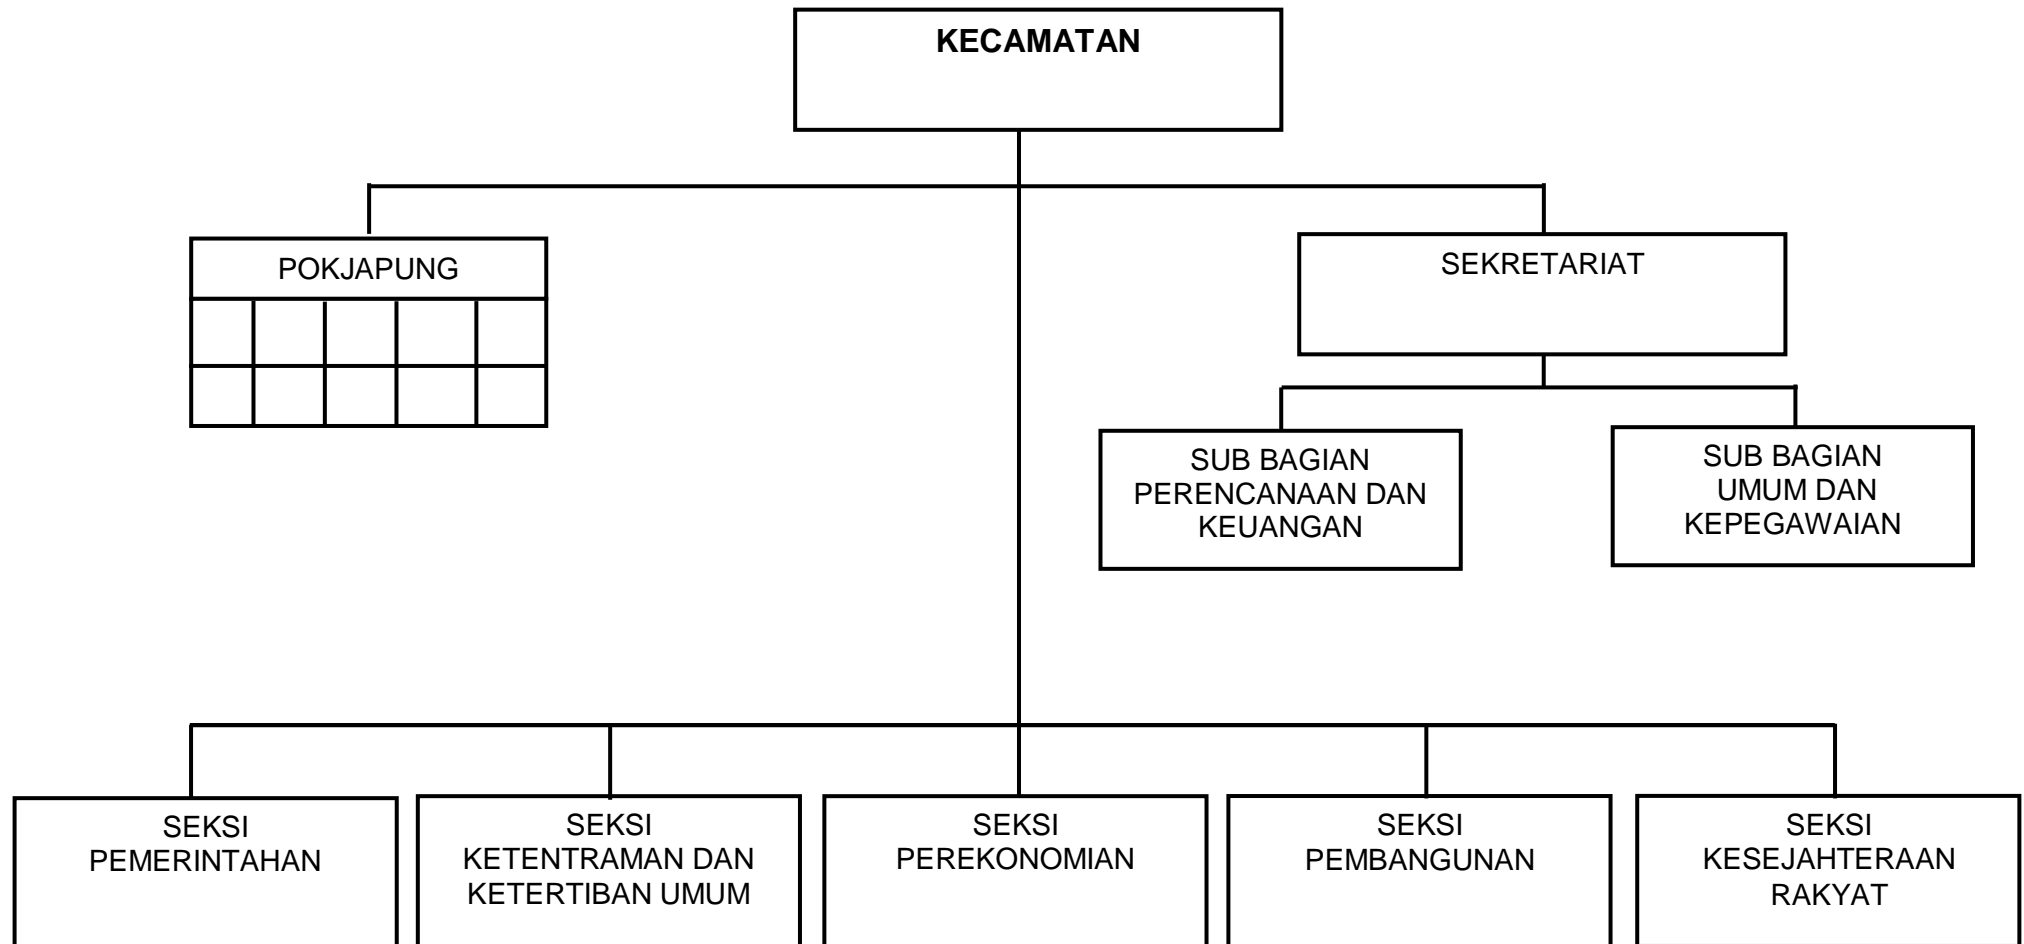 KECAMATAN
POKJAPUNG
SEKRETARIAT
SUB BAGIAN
PERENCANAAN DAN
KEUANGAN
SUB BAGIAN
UMUM DAN
KEPEGAWAIAN
SEKSI
PEMERINTAHAN
SEKSI
KETENTRAMAN DAN
KETERTIBAN UMUM
SEKSI
PEREKONOMIAN
SEKSI
PEMBANGUNAN
SEKSI
KESEJAHTERAAN
RAKYAT